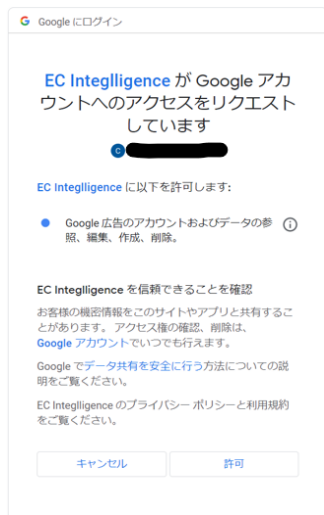 Google にログイン
EC Integlligence が Google アカ
ウントへのアクセスをリクエスト
しています
C
EC Integlligence に以下を許可します:
Google 広告のアカウントおよびデータの参
照、編集、作成、削除。
EC Integlligence を信頼できることを確認
お客様の機密情報をこのサイトやアプリと共有するこ
とがあります。 アクセス権の確認、削除は、
Google アカウントでいつでも行えます。
Google でデータ共有を安全に行う方法についての説
明をご覧ください。
EC Integlligence のプライバシー ポリシーと利用規約
をご覧ください。
キャンセル
許可